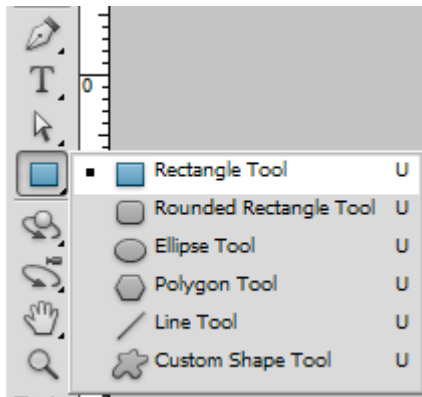 T
0
Rectangle Tool U
Rounded Rectangle Tool U
Ellipse Tool U
Polygon Tool U
Line Tool U
Custom Shape Tool U